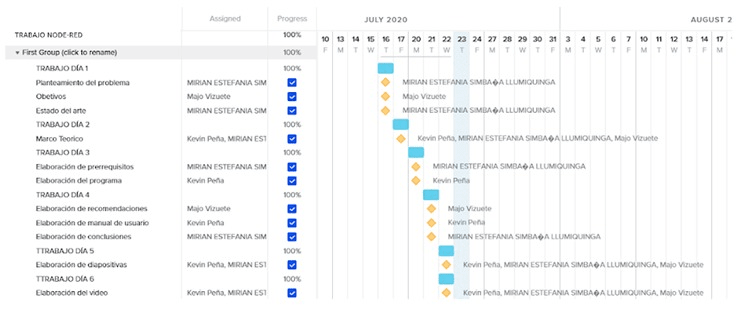 Assigned Progress JULY 2020 AUGUST 2
TRABAJO NODE-RED 100% 10 13 14 15 16 17 20 21 22 23 24 27 28 29 30 31 3 4 5 6 7 10 11 12 13 14 17
First Group (click to rename) 100% F M T W T F M T W T F M T W T F M T W T F M T W T F M
TRABAJO DÍA 1 100%
Planteamiento del problema MIRIAN ESTEFANIA SIM MIRIAN ESTEFANIA SIMBA�A LLUMIQUINGA
Obetivos Majo Vizuete Majo Vizuete
Estado del arte MIRIAN ESTEFANIA SIM MIRIAN ESTEFANIA SIMBA�A LLUMIQUINGA
TRABAJO DÍA 2 100%
Marco Teorico Kevin Peña, MIRIAN EST Kevin Peña, MIRIAN ESTEFANIA SIMBA�A LLUMIQUINGA, Majo Vizuete
TRABAJO DÍA 3 100%
Elaboración de prerrequisitos MIRIAN ESTEFANIA SIM MIRIAN ESTEFANIA SIMBA�A LLUMIQUINGA
Elaboración del programa Kevin Peña Kevin Peña
TRABAJO DÍA 4 100%
Elaboración de recomendaciones Majo Vizuete Majo Vizuete
Elaboración de manual de usuario Kevin Peña Kevin Peña
Elaboración de conclusiones MIRIAN ESTEFANIA SIM MIRIAN ESTEFANIA SIMBA�A LLUMIQUINGA
TTRABAJO DÍA 5 100%
Elaboración de diapositivas Kevin Peña, MIRIAN EST Kevin Peña, MIRIAN ESTEFANIA SIMBA�A LLUMIQUINGA, Majo Vizuete
TTRABAJO DÍA 6 100%
Elaboración del video Kevin Peña, MIRIAN EST Kevin Peña, MIRIAN ESTEFANIA SIMBA�A LLUMIQUINGA, Majo Vizuete